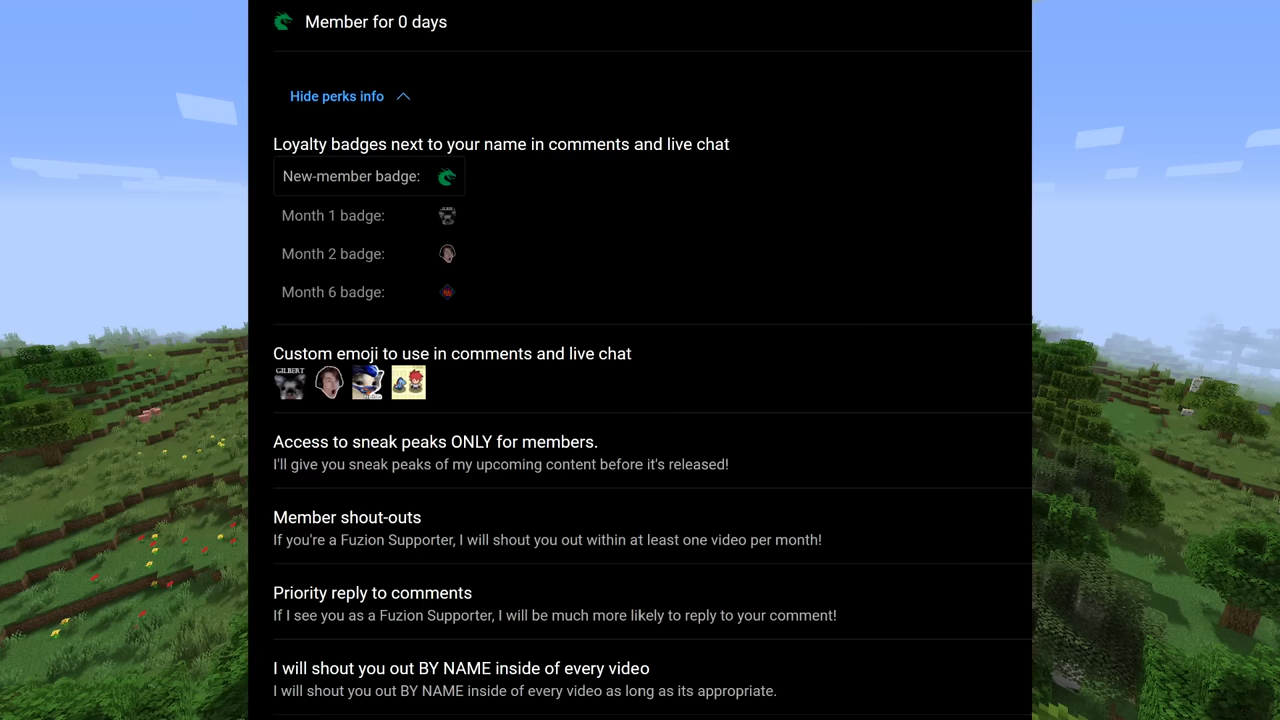 Member for 0 days
Hide perks info
Loyalty badges next to your name in comments and live chat
New-member badge:
Month 1 badge:
Month 2 badge:
Month 6 badge:
Custom emoji to use in comments and live chat
GILBERT
Access to sneak peaks ONLY for members.
I'll give you sneak peaks of my upcoming content before it's released!
Member shout-outs
If you're a Fuzion Supporter, I will shout you out within at least one video per month!
Priority reply to comments
If I see you as a Fuzion Supporter, I will be much more likely to reply to your comment!
I will shout you out BY NAME inside of every video
I will shout you out BY NAME inside of every video as long as its appropriate.